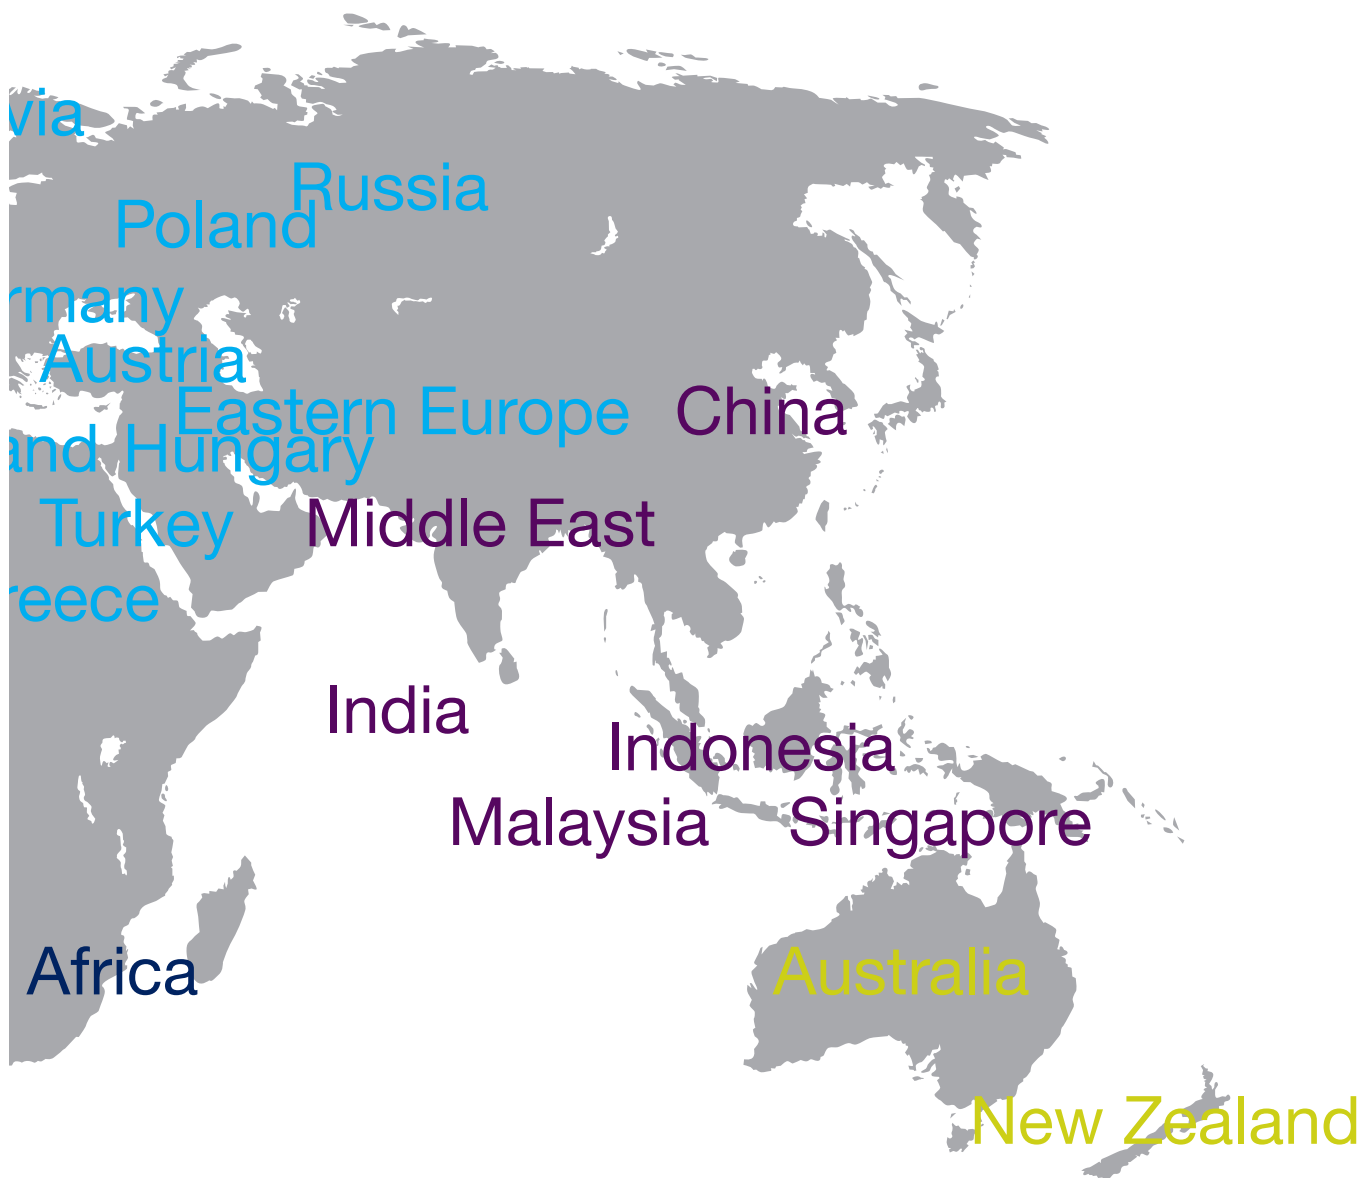 via
Russia
Poland
rmany
Austria
Eastern Europe
China
and Hungary
Turkey
Middle East
reece
India
Indonesia
Malaysia
Singapore
Africa
Australia
New Zealand